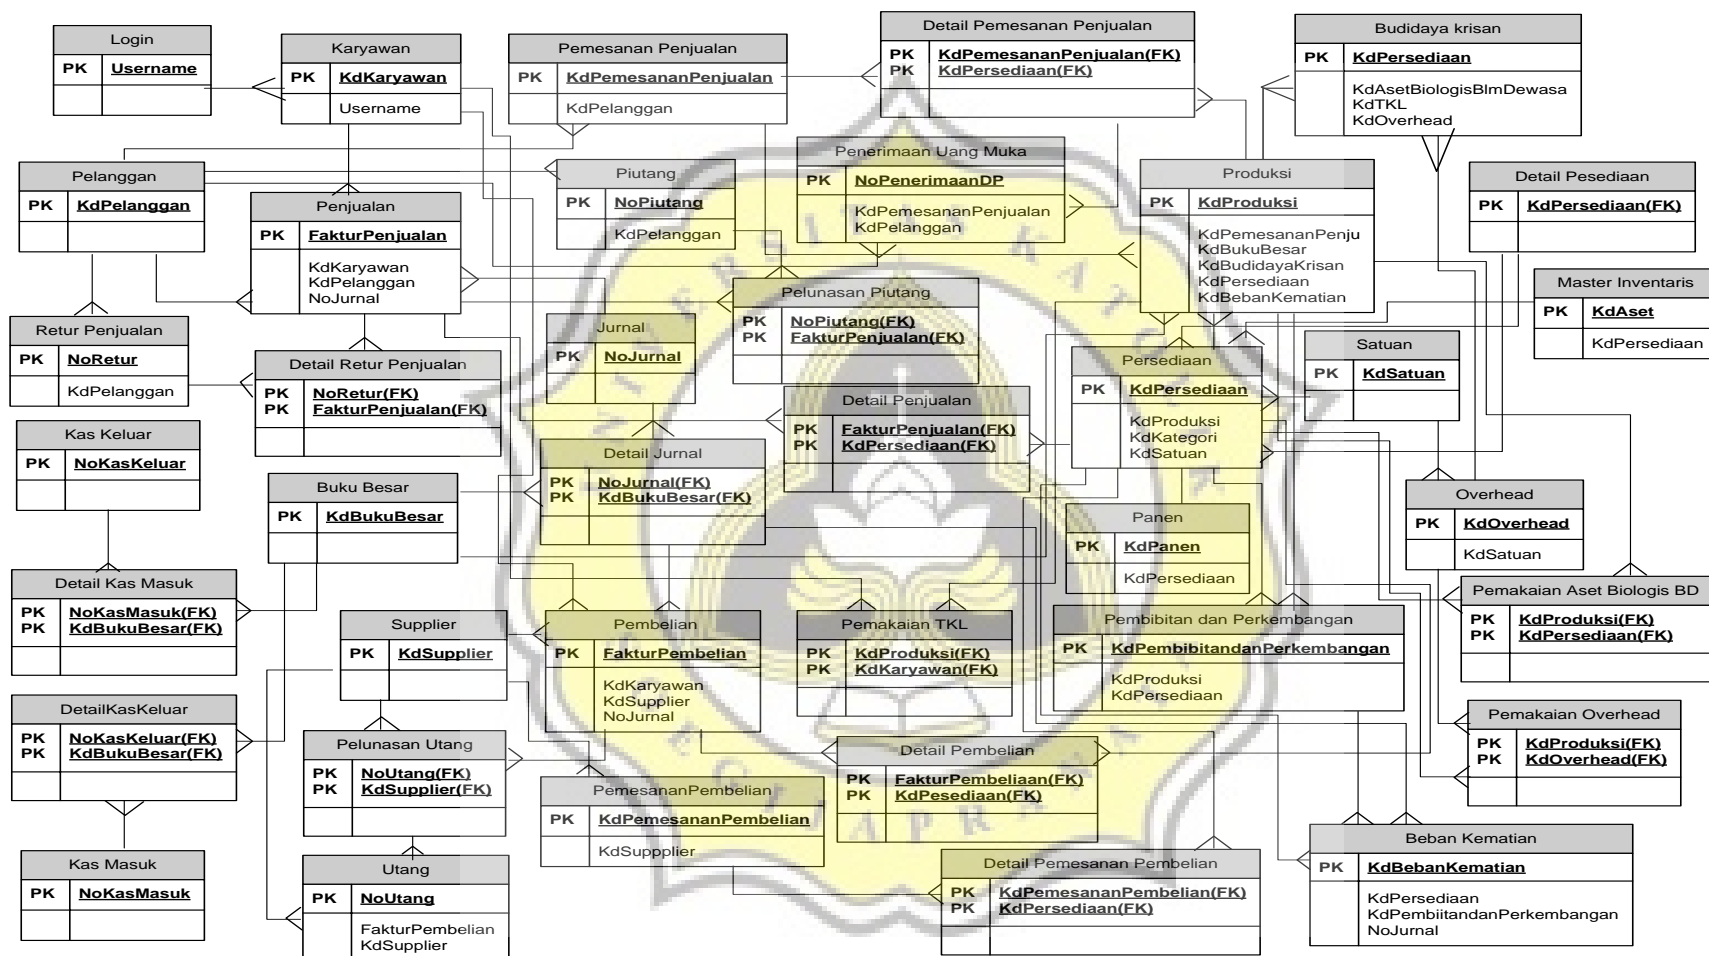 Login
PK Username
Karyawan
PK KdKaryawan
Username
Pemesanan Penjualan
PK KdPemesananPenjualan
KdPelanggan
Detail Pemesanan Penjualan
PK KdPemesananPenjualan(FK)
PK KdPersediaan(FK)
Budidaya krisan
PK KdPersediaan
KdAsetBiologisBlmDewasa
KdTKL
KdOverhead
Pelanggan
PK KdPelanggan
Penjualan
PK FakturPenjualan
KdKaryawan
KdPelanggan
NoJurnal
Piutang
PK NoPiutang
KdPelanggan
Penerimaan Uang Muka
PK NoPenerimaanDP
KdPemesananPenjualan
KdPelanggan
Produksi
PK KdProduksi
KdPemesananPenju
KdBukuBesar
KdBudidayaKrisan
KdPersediaan
KdBebanKematian
Detail Pesediaan
PK KdPersediaan(FK)
Master Inventaris
PK KdAset
KdPersediaan
Retur Penjualan
PK NoRetur
KdPelanggan
Detail Retur Penjualan
PK NoRetur(FK)
PK FakturPenjualan(FK)
Jurnal
PK NoJurnal
Pelunasan Piutang
PK NoPiutang(FK)
PK FakturPenjualan(FK)
Persediaan
PK KdPersediaan
KdProduksi
KdKategori
KdSatuan
Satuan
PK KdSatuan
Kas Keluar
PK NoKasKeluar
Buku Besar
PK KdBukuBesar
Detail Jurnal
PK NoJurnal(FK)
PK KdBukuBesar(FK)
Detail Penjualan
PK FakturPenjualan(FK)
PK KdPersediaan(FK)
Panen
PK KdPanen
KdPersediaan
Overhead
PK KdOverhead
KdSatuan
Detail Kas Masuk
PK NoKasMasuk(FK)
PK KdBukuBesar(FK)
Supplier
PK KdSupplier
Pembelian
PK FakturPembelian
KdKaryawan
KdSupplier
NoJurnal
Pemakaian TKL
PK KdProduksi(FK)
PK KdKaryawan(FK)
Pembibitan dan Perkembangan
PK KdPembibitandanPerkembangan
KdProduksi
KdPersediaan
Pemakaian Aset Biologis BD
PK KdProduksi(FK)
PK KdPersediaan(FK)
DetailKasKeluar
PK NoKasKeluar(FK)
PK KdBukuBesar(FK)
Pelunasan Utang
PK NoUtang(FK)
PK KdSupplier(FK)
PemesananPembelian
PK KdPemesananPembelian
KdSuppplier
Detail Pembelian
PK FakturPembeliaan(FK)
PK KdPesediaan(FK)
Pemakaian Overhead
PK KdProduksi(FK)
PK KdOverhead(FK)
Kas Masuk
PK NoKasMasuk
Utang
PK NoUtang
FakturPembelian
KdSupplier
Detail Pemesanan Pembelian
PK KdPemesananPembelian(FK)
PK KdPersediaan(FK)
Beban Kematian
PK KdBebanKematian
KdPersediaan
KdPembiitandanPerkembangan
NoJurnal